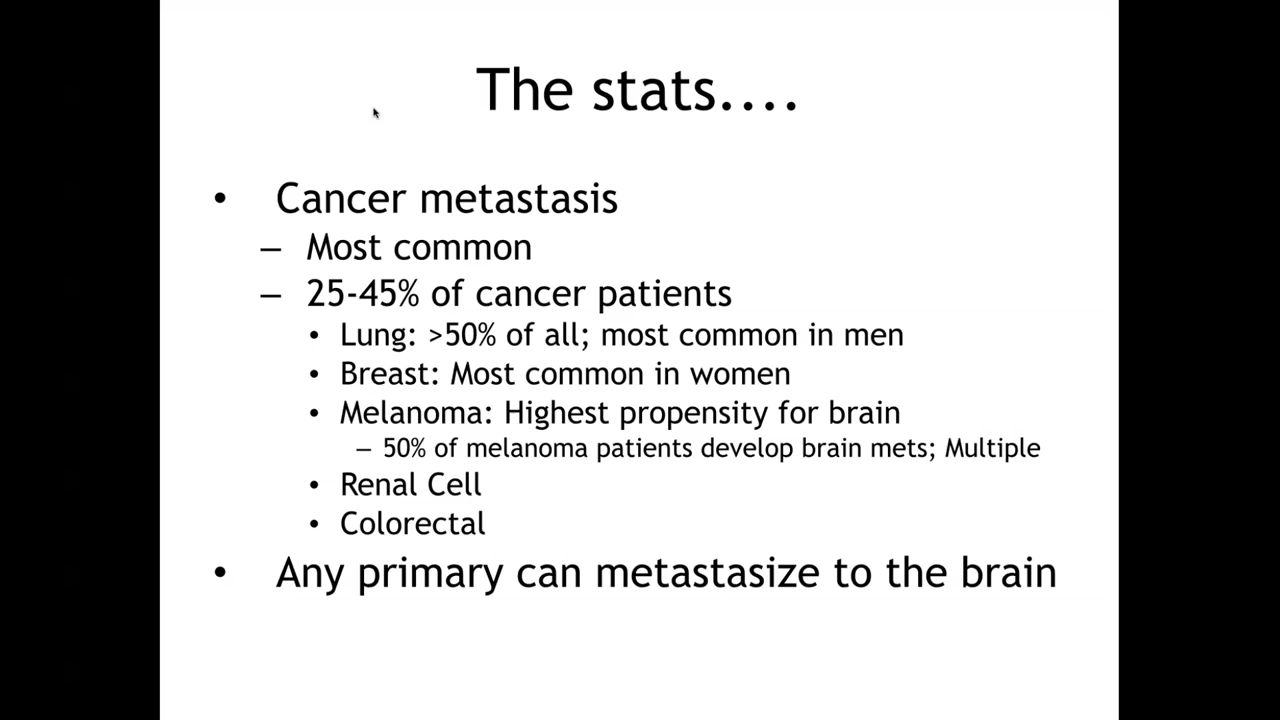 The stats....
• Cancer metastasis
– Most common
– 25-45% of cancer patients
• Lung: >50% of all; most common in men
• Breast: Most common in women
• Melanoma: Highest propensity for brain
– 50% of melanoma patients develop brain mets; Multiple
• Renal Cell
• Colorectal
• Any primary can metastasize to the brain